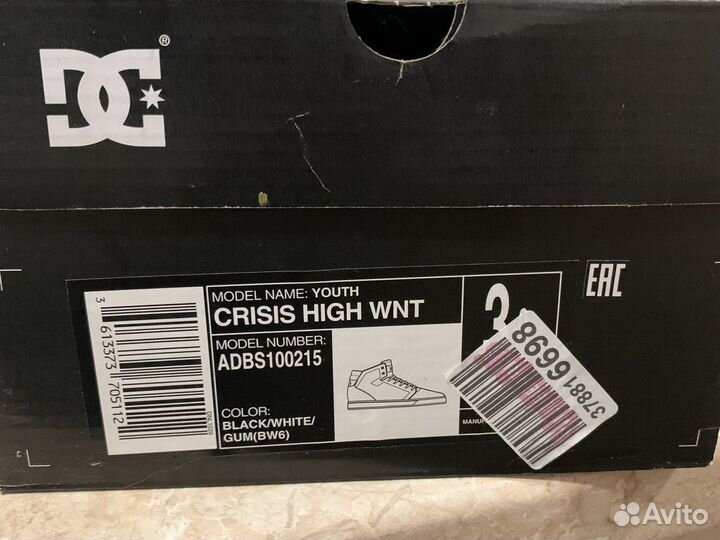 DC®
MODEL NAME: YOUTH
CRISIS HIGH WNT
MODEL NUMBER:
ADBS100215
COLOR:
BLACK/WHITE/
GUM(BW6)
3 613373 705112
3
EAC
37881 6698
Avito